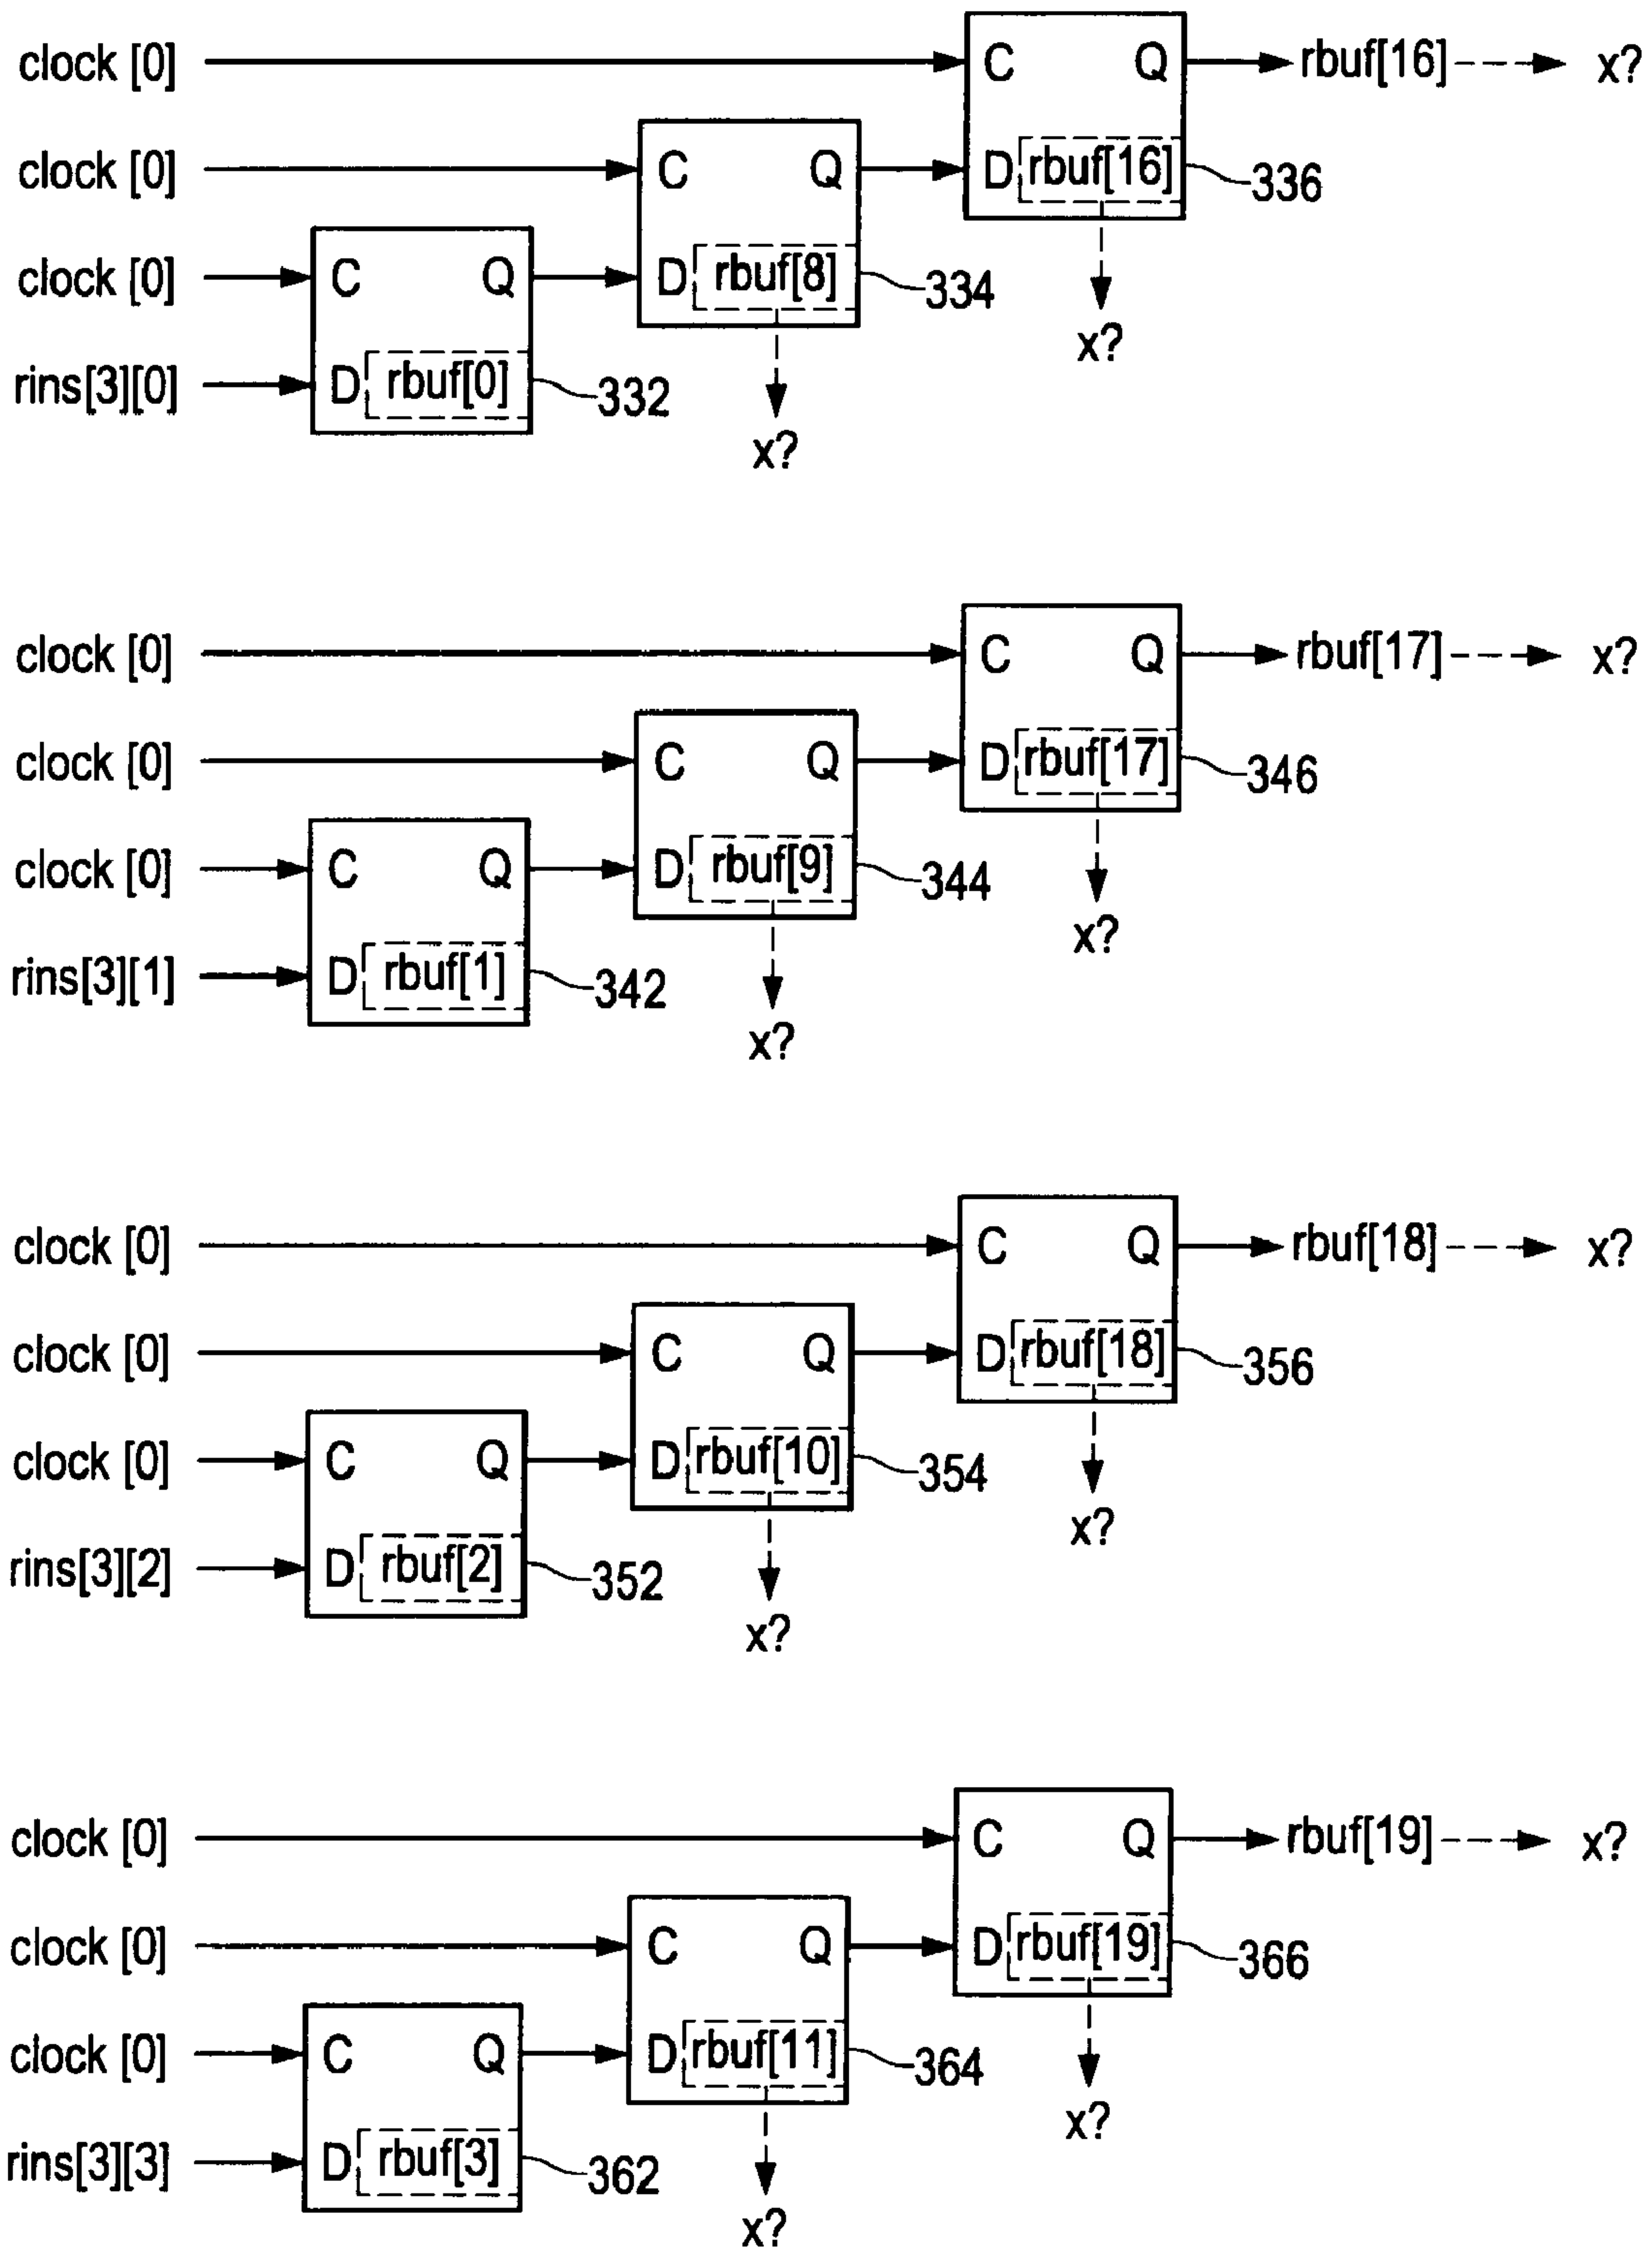 clock [0] C Q rbuf[16] x?
clock [0] C Q D rbuf[16] 336
clock [0] C Q D rbuf[8] 334 x?
rins[3][0] D rbuf[0] 332
x?
clock [0] C Q rbuf[17] x?
clock [0] C Q D rbuf[17] 346
clock [0] C Q D rbuf[9] 344 x?
rins[3][1] D rbuf[1] 342
x?
clock [0] C Q rbuf[18] x?
clock [0] C Q D rbuf[18] 356
clock [0] C Q D rbuf[10] 354 x?
rins[3][2] D rbuf[2] 352
x?
clock [0] C Q rbuf[19] x?
clock [0] C Q D rbuf[19] 366
clock [0] C Q D rbuf[11] 364 x?
rins[3][3] D rbuf[3] 362
x?